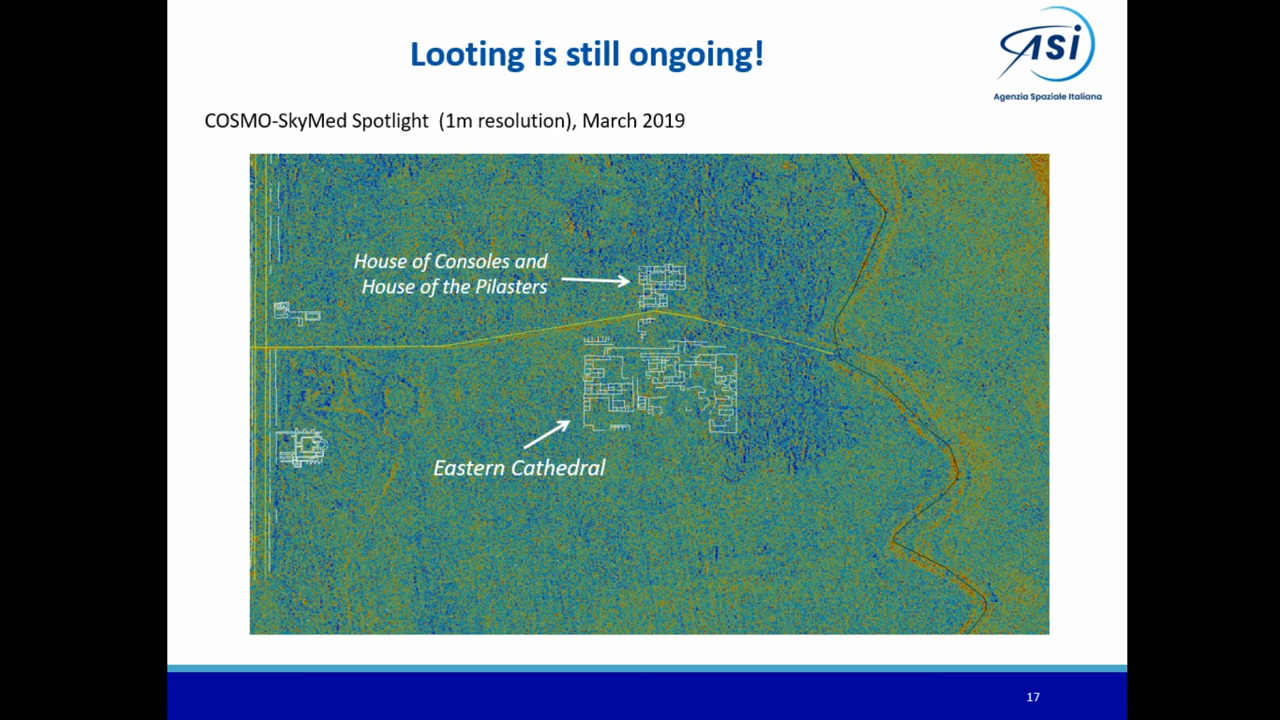 Looting is still ongoing!
ASI
Agenzia Spaziale Italiana
COSMO-SkyMed Spotlight (1m resolution), March 2019
House of Consoles and
House of the Pilasters
Eastern Cathedral
17